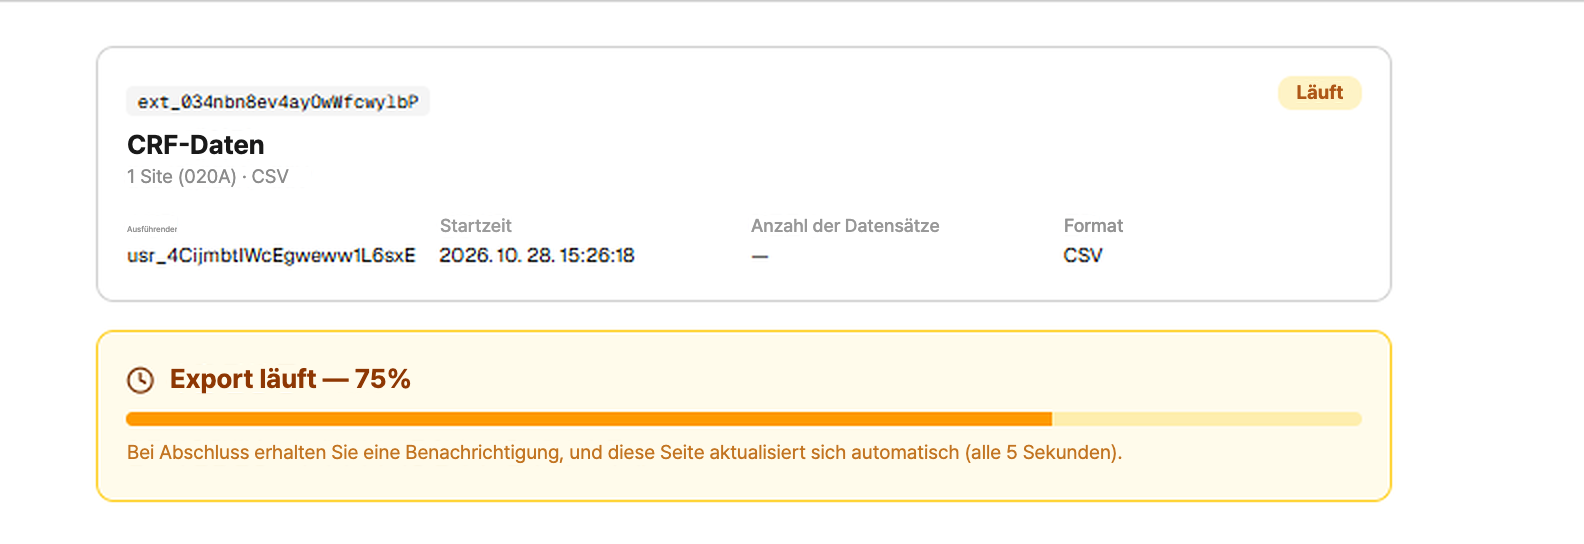 ext_034nbn8ev4ayOwWfcwylbP
Läuft
CRF-Daten
1 Site (020A) · CSV
Ausführender
Startzeit
Anzahl der Datensätze
Format
usr_4CijmbtlWcEgweww1L6sxE
2026. 10. 28. 15:26:18
—
CSV
Export läuft — 75%
Bei Abschluss erhalten Sie eine Benachrichtigung, und diese Seite aktualisiert sich automatisch (alle 5 Sekunden).